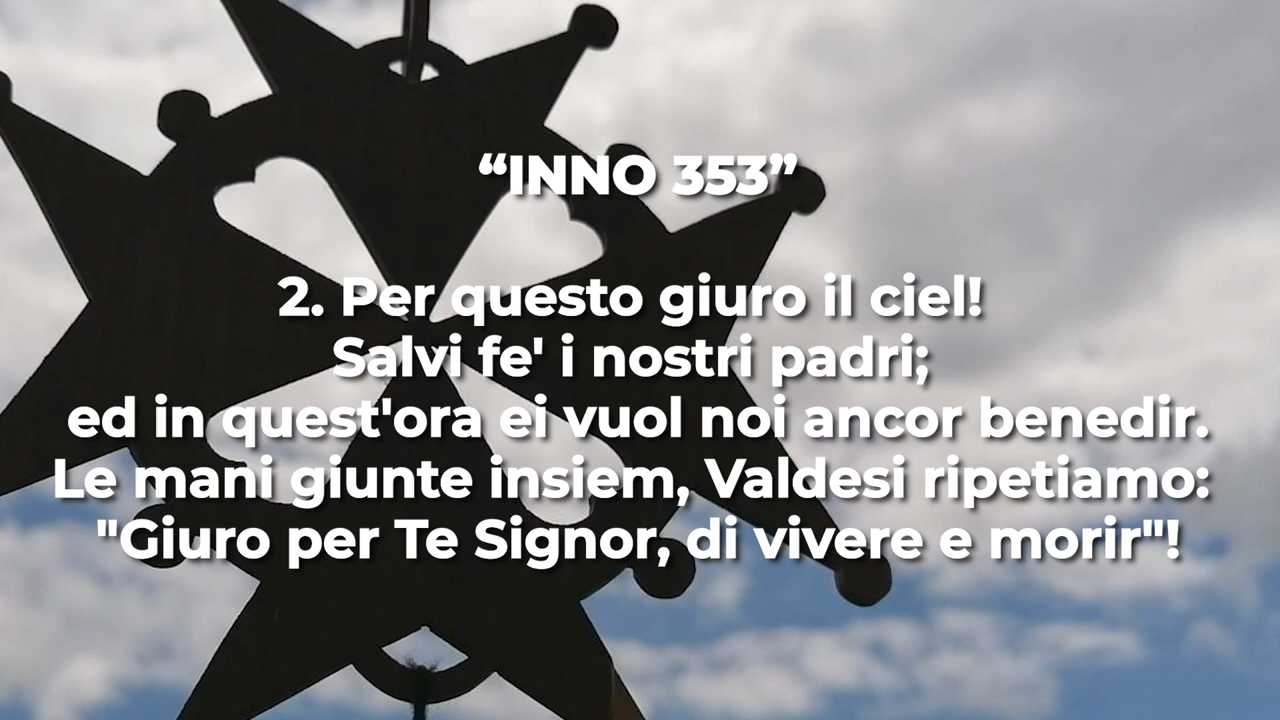 “INNO 353”
2. Per questo giuro il ciel!
Salvi fe' i nostri padri;
ed in quest'ora ei vuol noi ancor benedir.
Le mani giunte insiem, Valdesi ripetiamo:
"Giuro per Te Signor, di vivere e morir"!